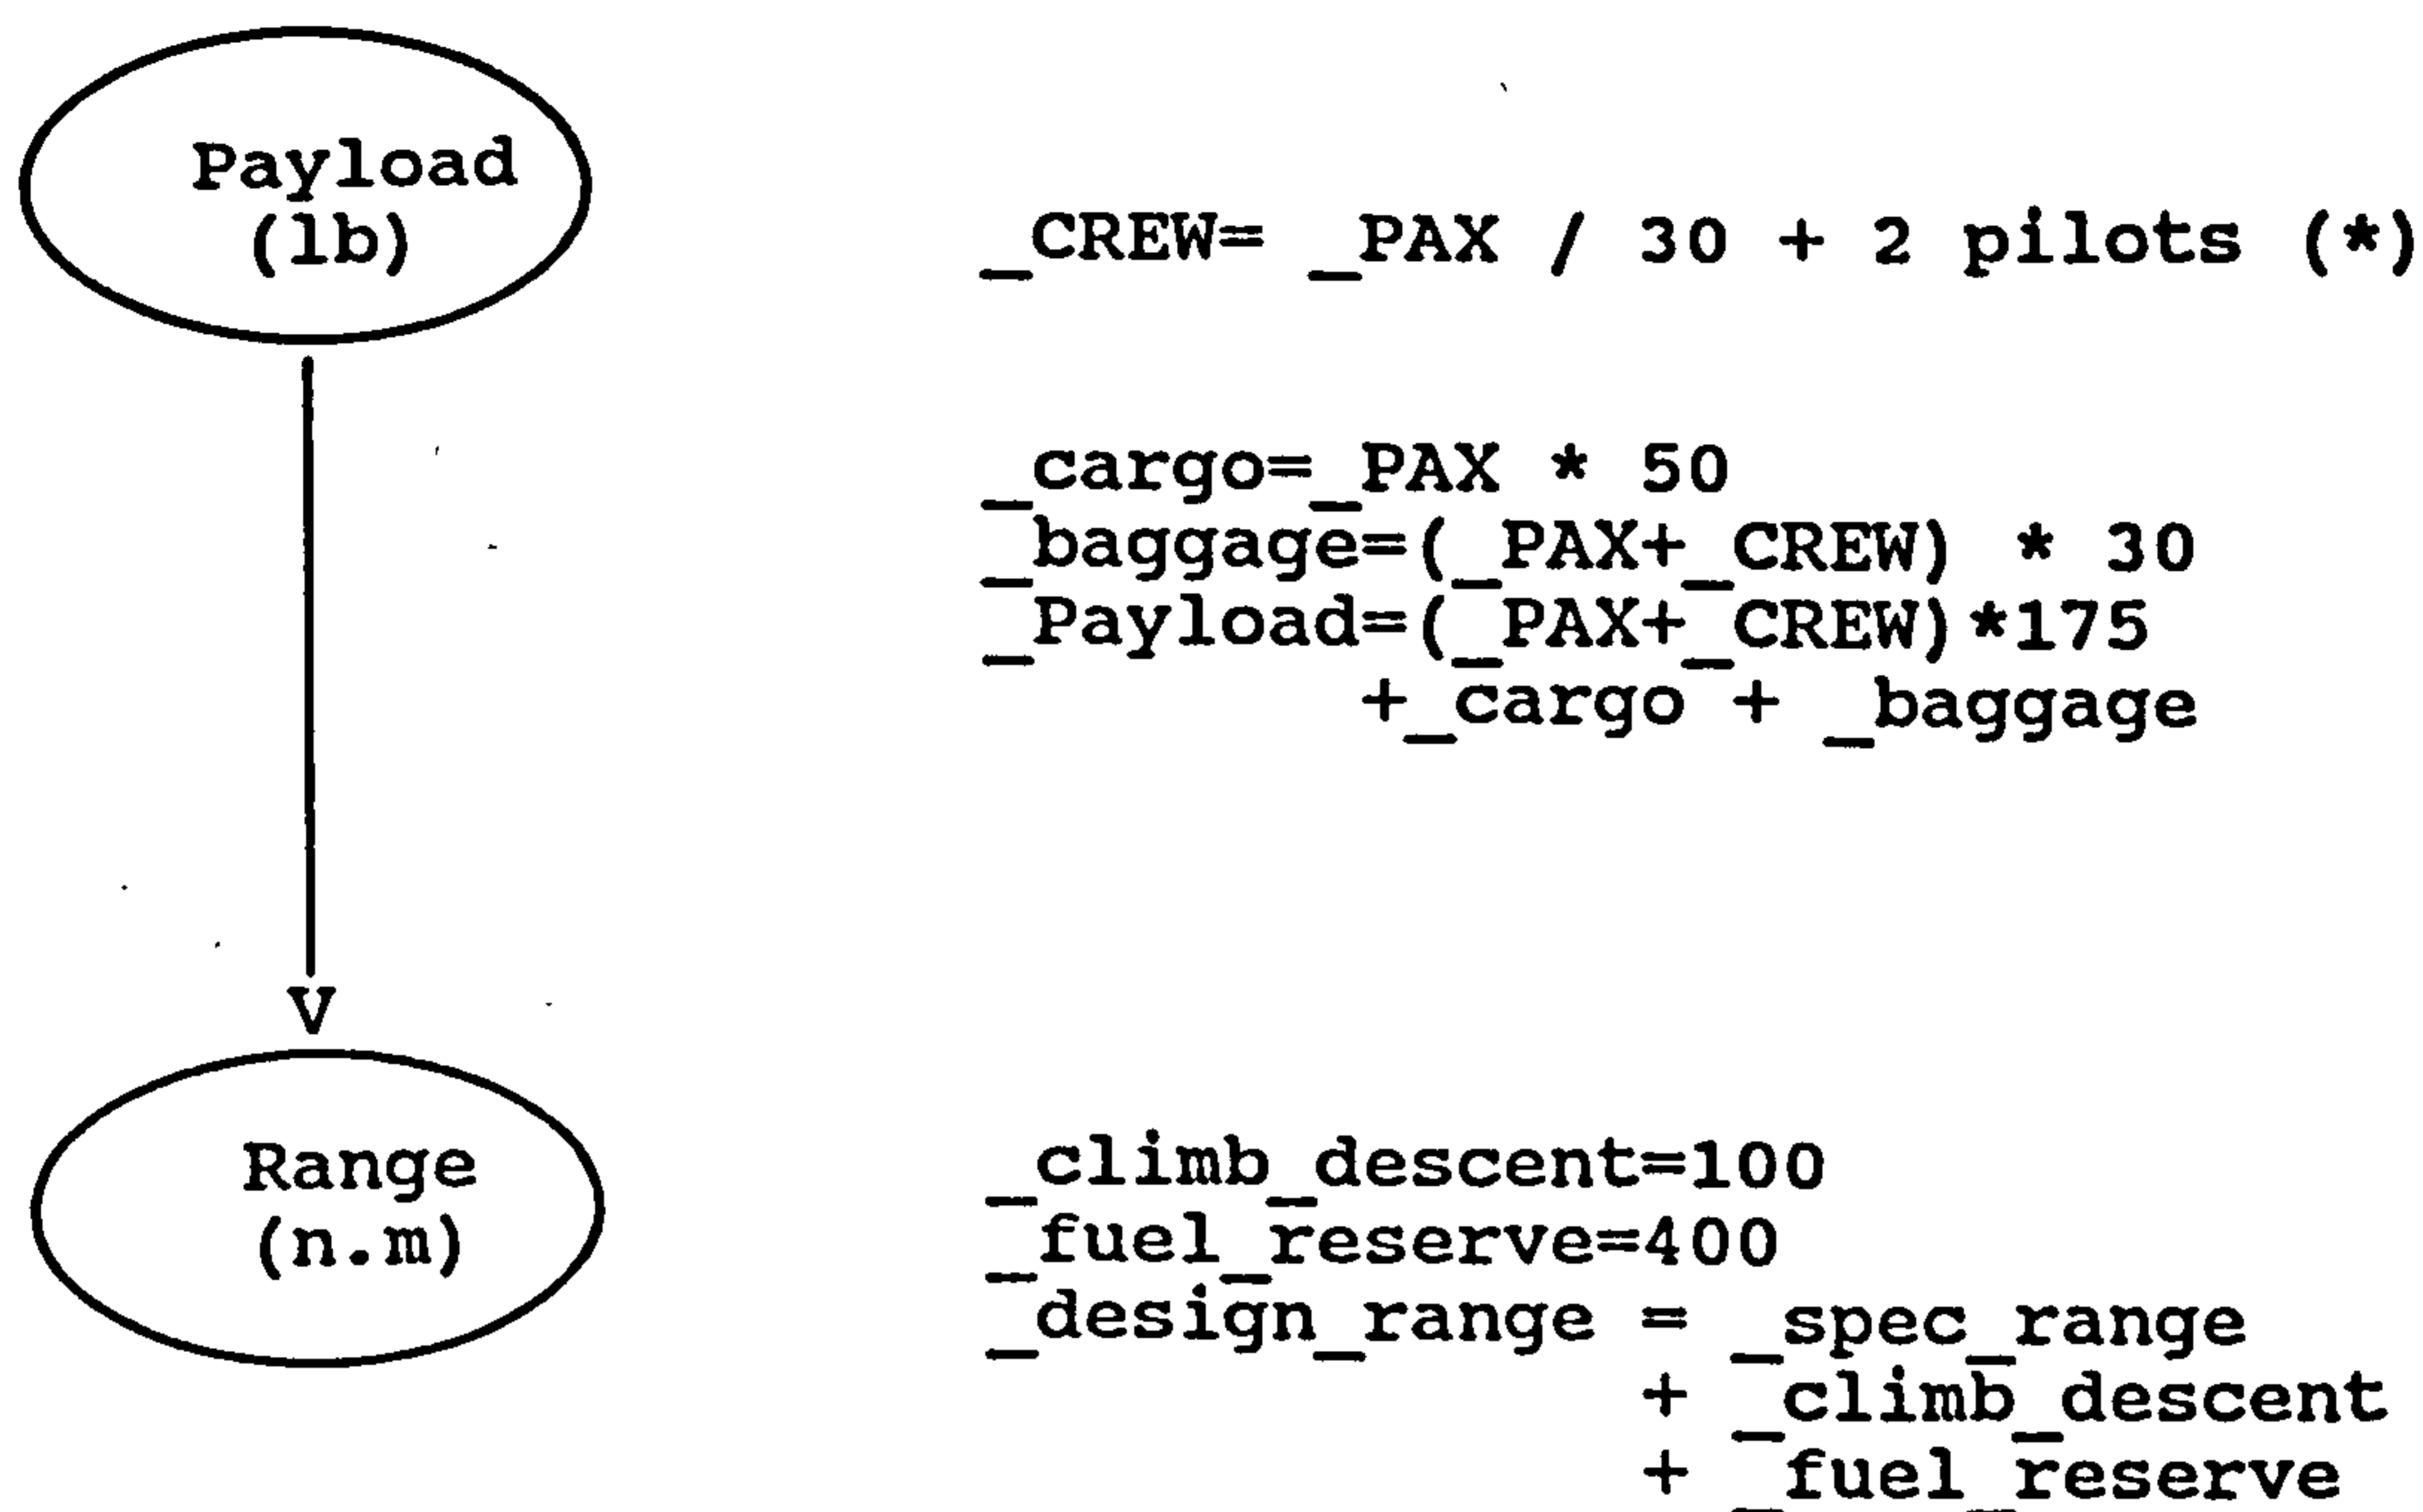 Payload
(lb)
_CREW= _PAX / 30 + 2 pilots (*)
_cargo=_PAX * 50
_baggage=(_PAX+_CREW) * 30
_Payload=(_PAX+_CREW)*175
+_cargo + _baggage
V
Range
(n.m)
_climb_descent=100
_fuel_reserve=400
_design_range = _spec_range
+ _climb_descent
+ _fuel_reserve